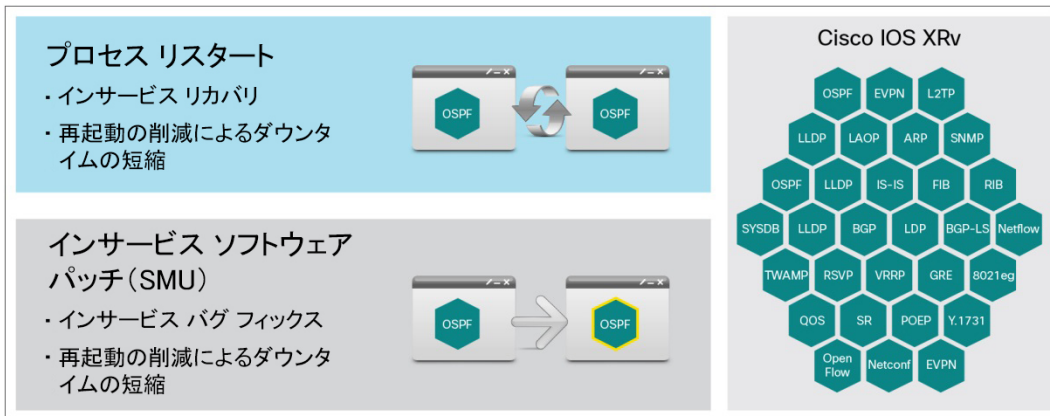 プロセス リスタート
・インサービス リカバリ
・再起動の削減によるダウンタ
イムの短縮
OSPF
OSPF
インサービス ソフトウェア
パッチ（SMU）
・インサービス バグ フィックス
・再起動の削減によるダウンタ
イムの短縮
OSPF
OSPF
Cisco IOS XRv
OSPF EVPN L2TP
LLDP LAOP ARP SNMP
OSPF LLDP IS-IS FIB RIB
SYSDB LLDP BGP LDP BGP-LS Netflow
TWAMP RSVP VRRP GRE 8021eg
QOS SR POEP Y.1731
Open
Flow Netconf EVPN